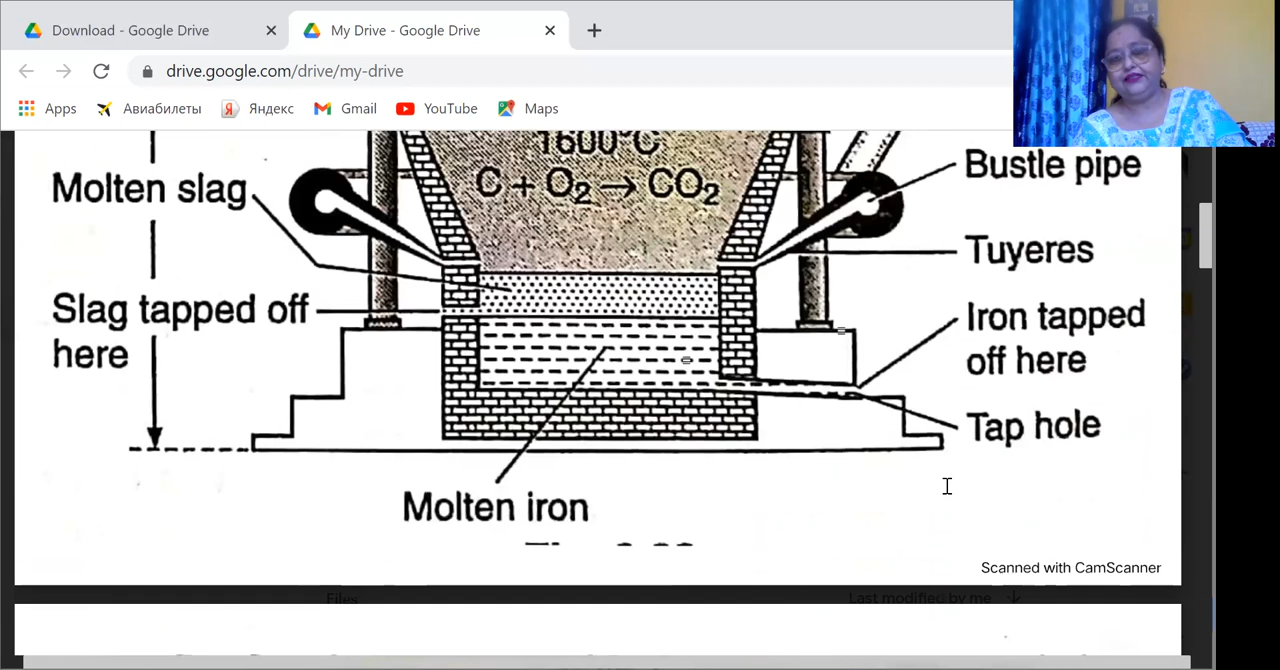 Download - Google Drive
My Drive - Google Drive
drive.google.com/drive/my-drive
Apps
Авиабилеты
Яндекс
Gmail
YouTube
Maps
1600°C
C + O₂ → CO₂
Molten slag
Slag tapped off
here
Bustle pipe
Tuyeres
Iron tapped
off here
Tap hole
Molten iron
Scanned with CamScanner
Files
Last modified by me